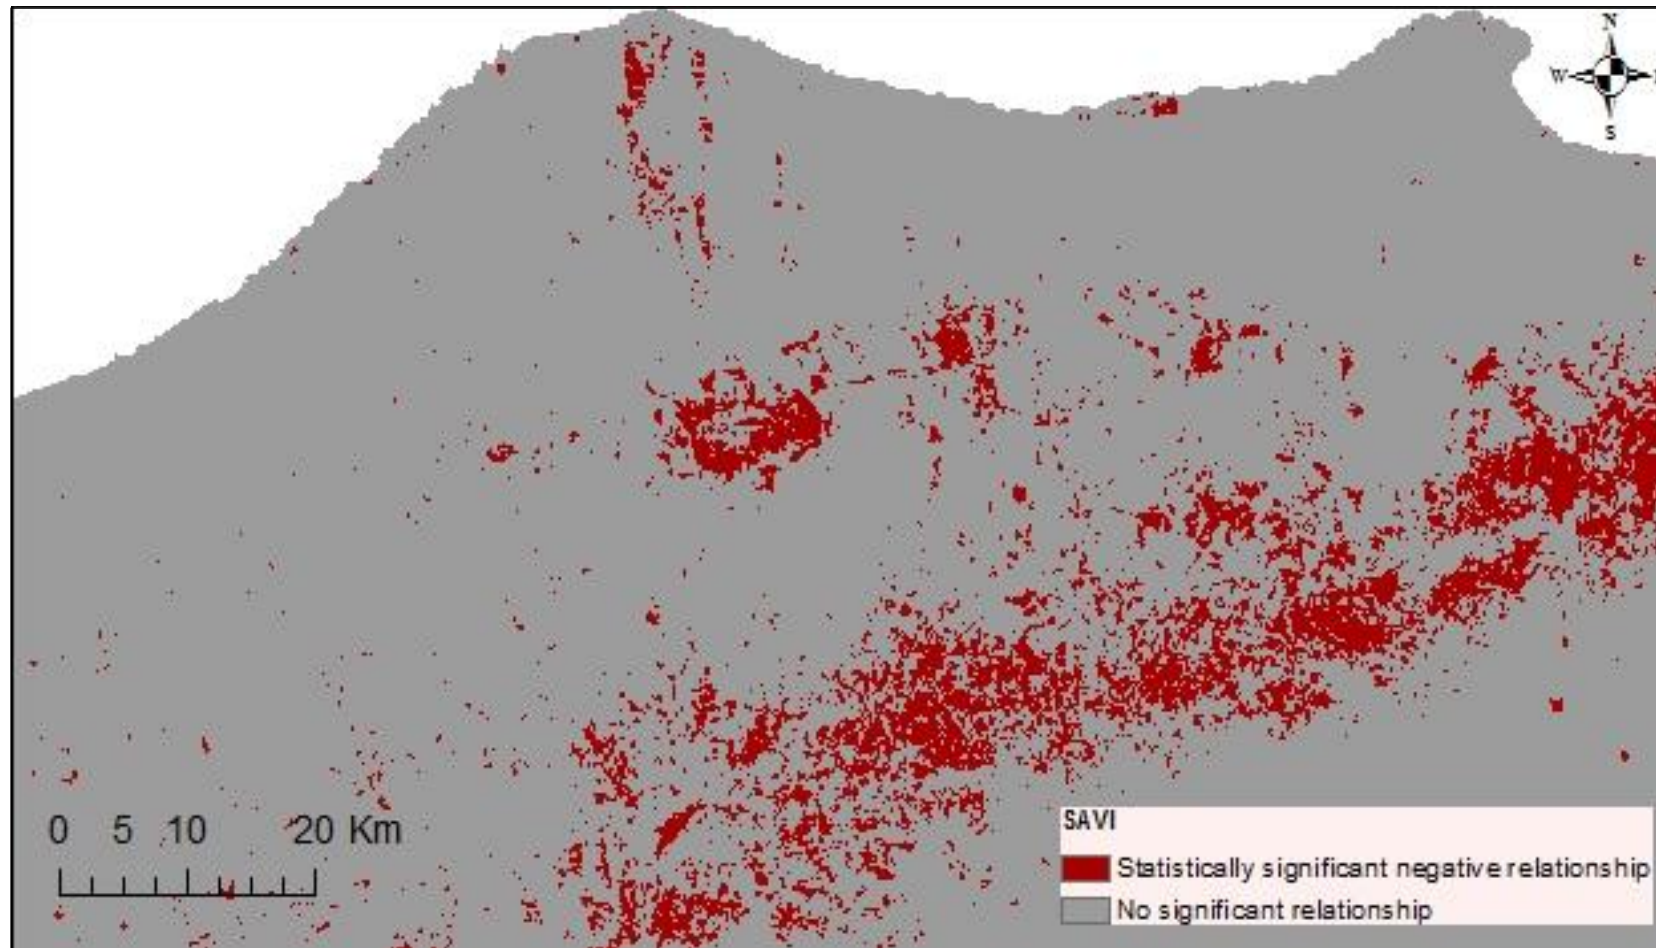 N
W
S
0 5 10 20 Km
SAVI
Statistically significant negative relationship
No significant relationship